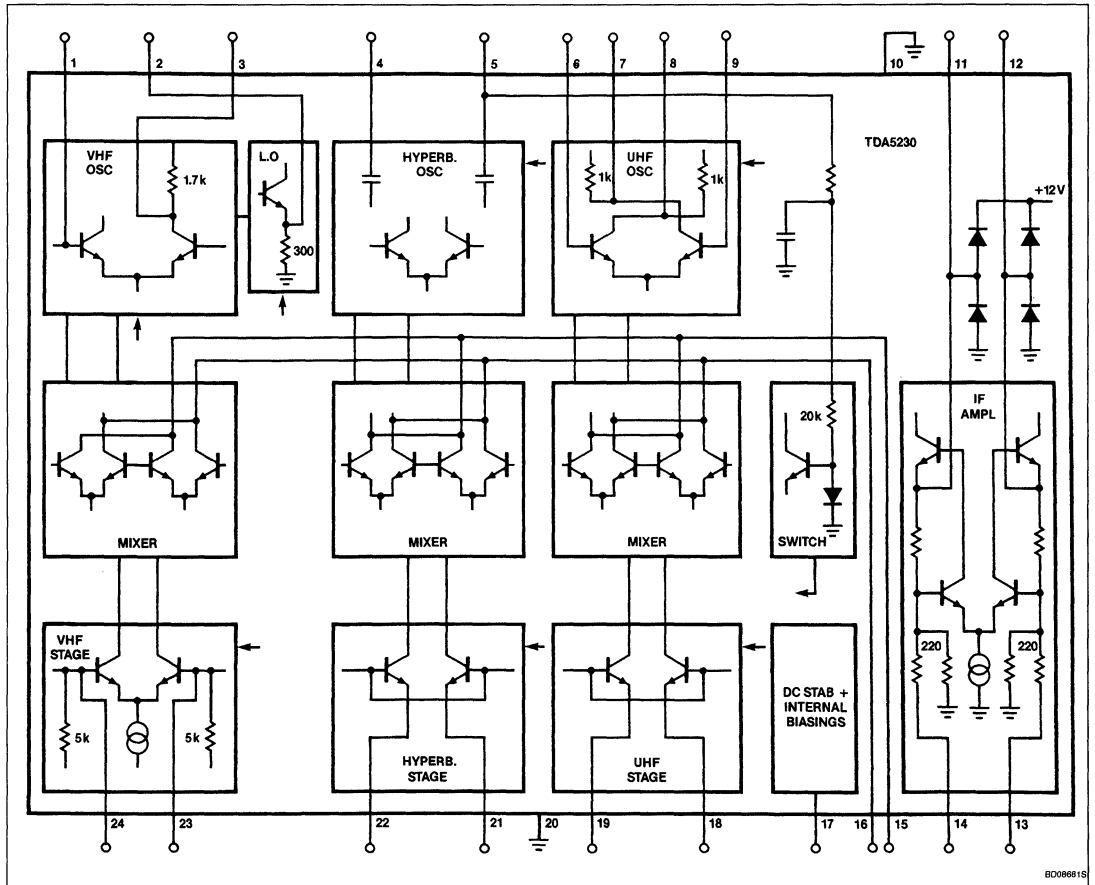 1 2 3 4 5 6 7 8 9 10 11 12
TDA5230
VHF
OSC
1.7k
L.O
300
HYPERB.
OSC
UHF
OSC
1k
1k
+12V
MIXER
MIXER
MIXER
20k
SWITCH
IF
AMPL
220
220
VHF
STAGE
5k
5k
HYPERB.
STAGE
UHF
STAGE
DC STAB +
INTERNAL
BIASINGS
24 23 22 21 20 19 18 17 16 15 14 13
BD08681S